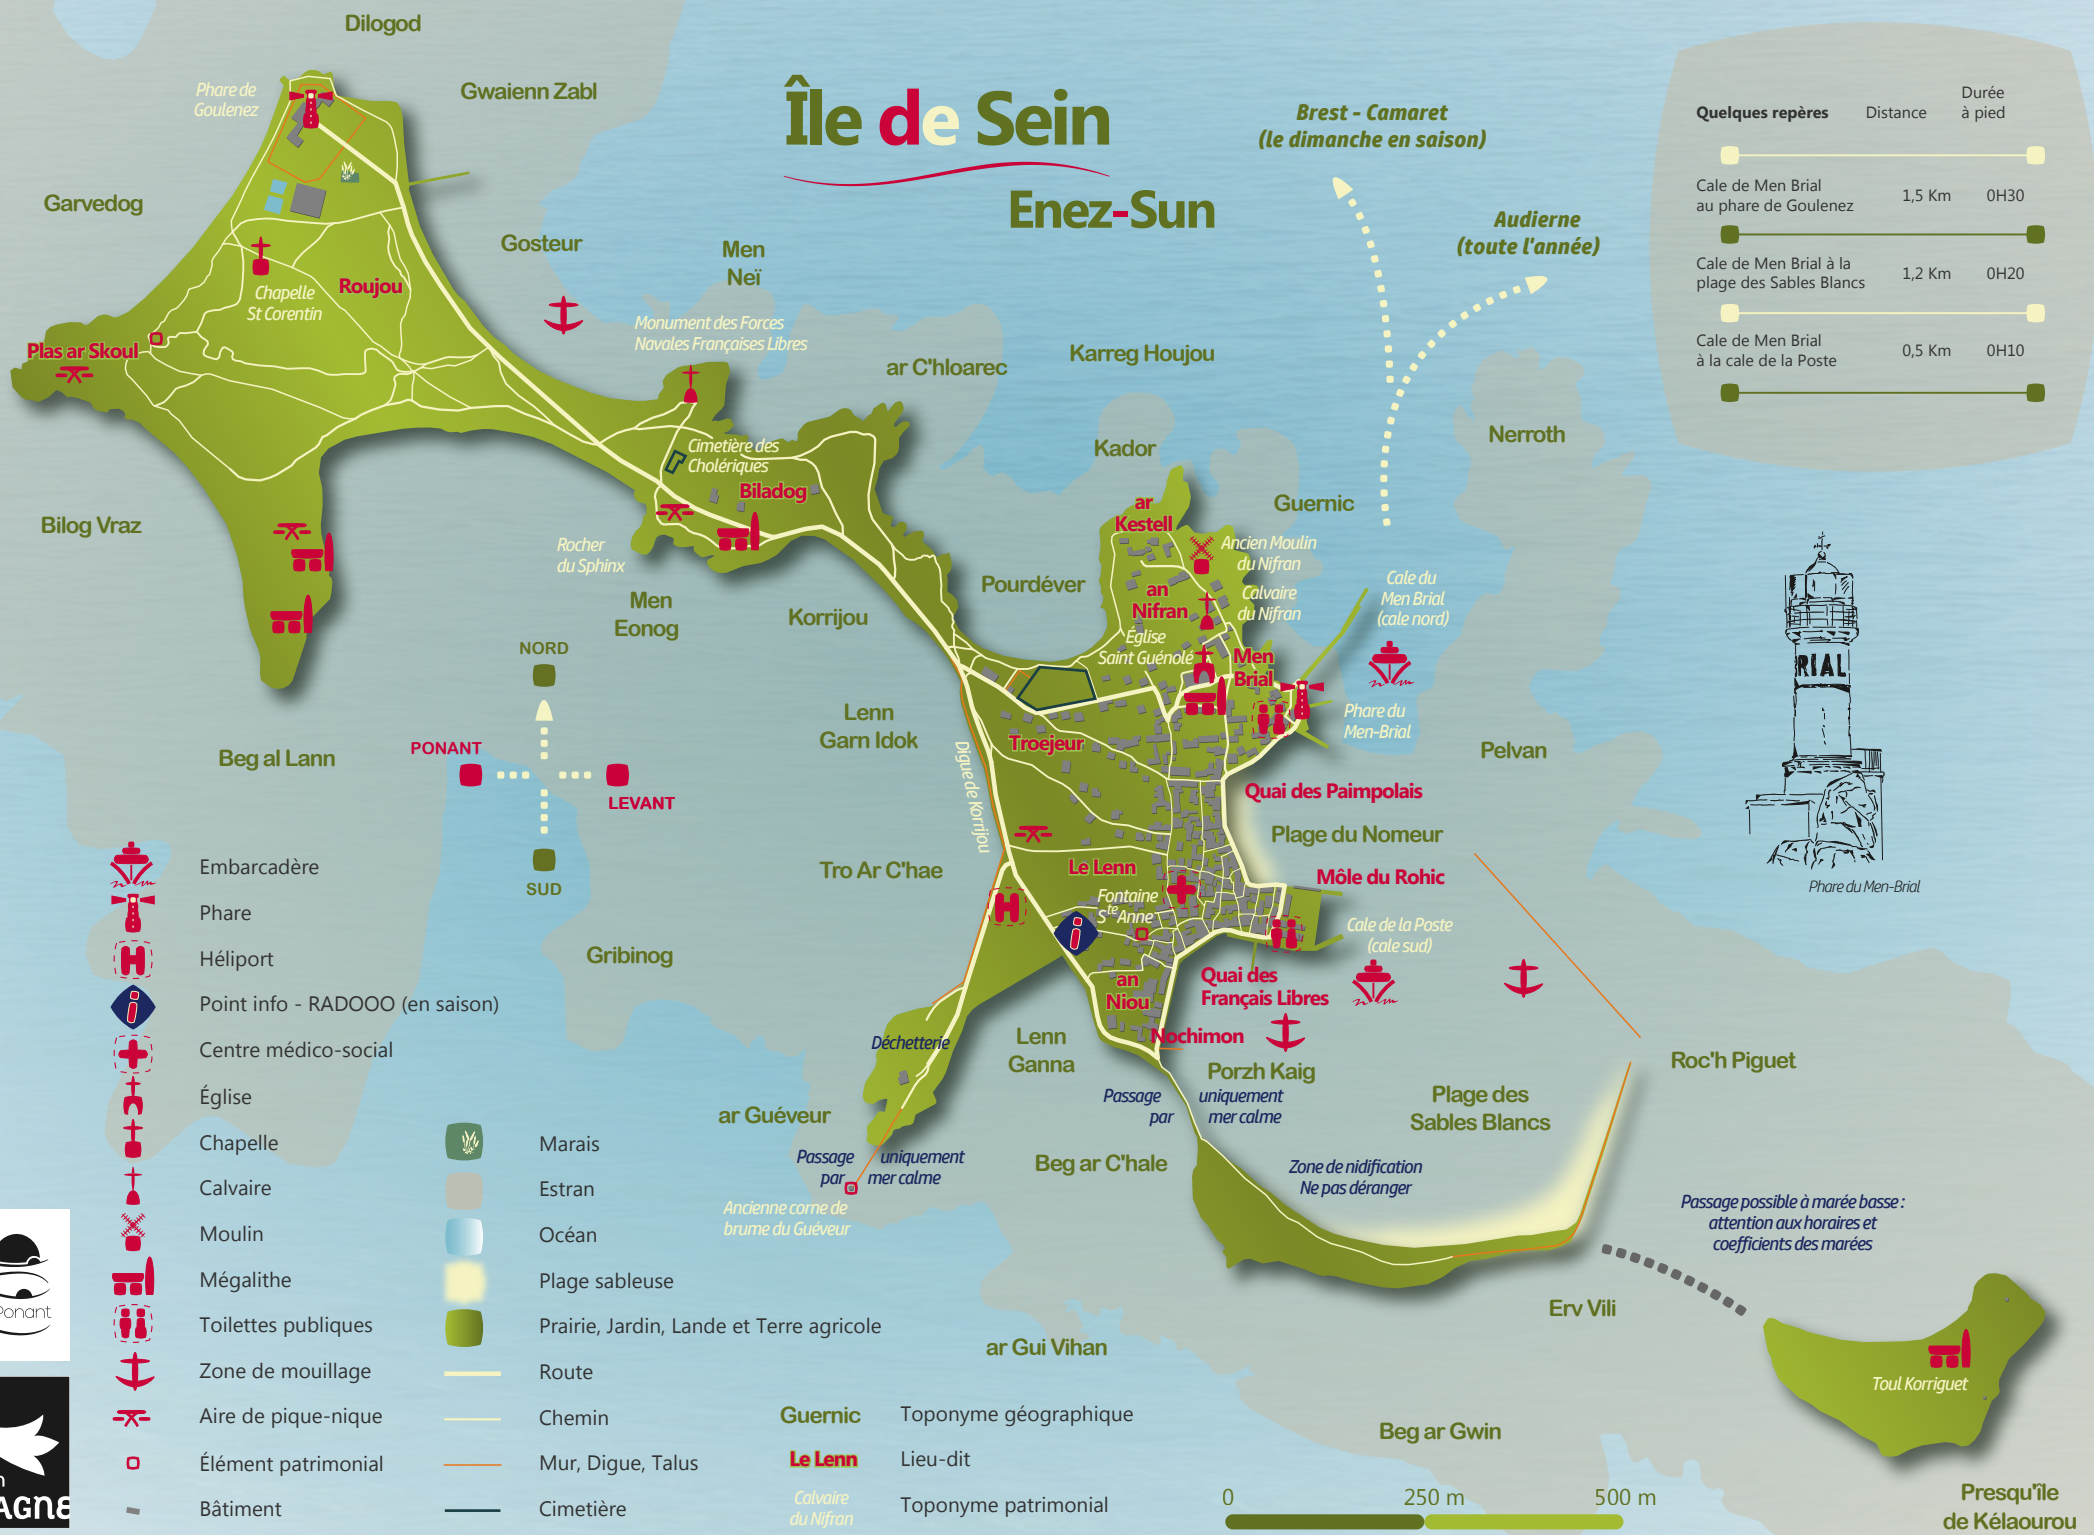 Dilogod
Phare de
Goulenez
Gwaienn Zabl
Île de Sein
Enez-Sun
Brest - Camaret
(le dimanche en saison)
Audierne
(toute l'année)
Quelques repères
Distance
Durée
à pied
Cale de Men Brial
au phare de Goulenez
1,5 Km
0H30
Cale de Men Brial à la
plage des Sables Blancs
1,2 Km
0H20
Cale de Men Brial
à la cale de la Poste
0,5 Km
0H10
Garvedog
Gosteur
Men
Neï
Roujou
Chapelle
St Corentin
Plas ar Skoul
Monument des Forces
Navales Françaises Libres
ar C'hloarec
Karreg Houjou
Kador
Nerroth
Guernic
Cimetière des
Cholériques
Biladog
Bilog Vraz
Rocher
du Sphinx
Men
Eonog
Korrijou
Pourdéver
ar
Kestell
Ancien Moulin
du Nifran
an
Nifran
Calvaire
du Nifran
Église
Saint Guénolé
Men
Brial
Cale du
Men Brial
(cale nord)
Phare du
Men-Brial
RIAL
Phare du Men-Brial
NORD
PONANT
LEVANT
SUD
Beg al Lann
Lenn
Garn Idok
Troejeur
Digue de Korrijou
Pelvan
Quai des Paimpolais
Plage du Nomeur
Môle du Rohic
Tro Ar C'hae
Le Lenn
Fontaine
Ste Anne
Cale de la Poste
(cale sud)
Gribinog
an
Niou
Quai des
Français Libres
Nochimon
Déchetterie
Lenn
Ganna
Porzh Kaig
Roc'h Piguet
Plage des
Sables Blancs
ar Guéveur
Passage uniquement
par mer calme
Passage uniquement
par mer calme
Ancienne corne de
brume du Guéveur
Beg ar C'hale
Zone de nidification
Ne pas déranger
Passage possible à marée basse :
attention aux horaires et
coefficients des marées
Erv Vili
ar Gui Vihan
Toul Korriguet
Beg ar Gwin
Presqu'île
de Kélaourou
Embarcadère
Phare
Héliport
Point info - RADOOO (en saison)
Centre médico-social
Église
Chapelle
Calvaire
Moulin
Mégalithe
Toilettes publiques
Zone de mouillage
Aire de pique-nique
Élément patrimonial
Bâtiment
Marais
Estran
Océan
Plage sableuse
Prairie, Jardin, Lande et Terre agricole
Route
Chemin
Mur, Digue, Talus
Cimetière
Guernic
Toponyme géographique
Le Lenn
Lieu-dit
Calvaire
du Nifran
Toponyme patrimonial
0
250 m
500 m
Ponant
n
AGNE